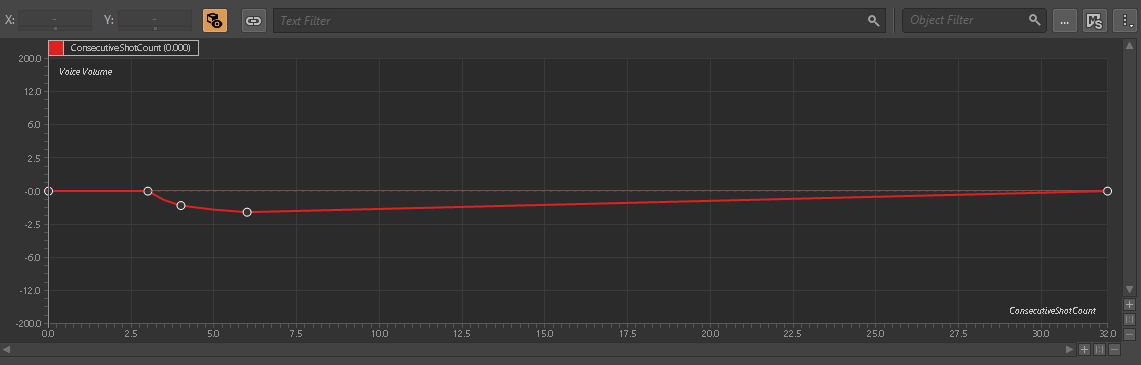 X: - Y: - Text Filter Object Filter ... MS
ConsecutiveShotCount (0.000)
200.0
Voice Volume
12.0
6.0
2.5
-0.0
-2.5
-6.0
-12.0
ConsecutiveShotCount
-200.0
0.0 2.5 5.0 7.5 10.0 12.5 15.0 17.5 20.0 22.5 25.0 27.5 30.0 32.0